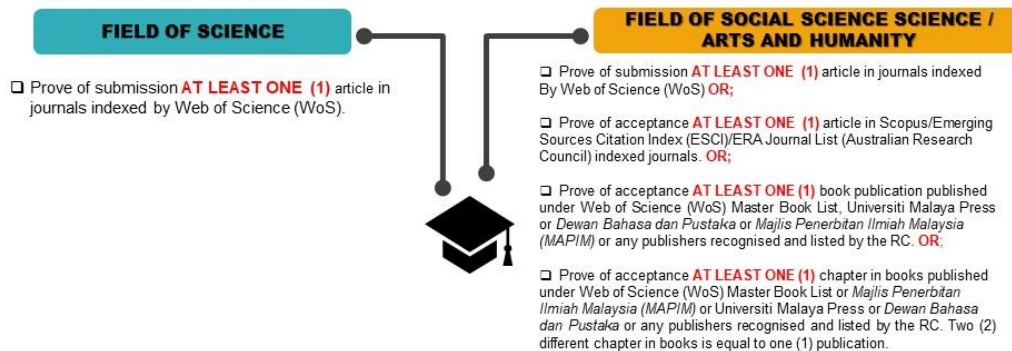 FIELD OF SCIENCE
❑ Prove of submission AT LEAST ONE (1) article in
journals indexed by Web of Science (WoS).
FIELD OF SOCIAL SCIENCE SCIENCE /
ARTS AND HUMANITY
❑ Prove of submission AT LEAST ONE (1) article in journals indexed
By Web of Science (WoS) OR;
❑ Prove of acceptance AT LEAST ONE (1) article in Scopus/Emerging
Sources Citation Index (ESCI)/ERA Journal List (Australian Research
Council) indexed journals. OR;
❑ Prove of acceptance AT LEAST ONE (1) book publication published
under Web of Science (WoS) Master Book List, Universiti Malaya Press
or Dewan Bahasa dan Pustaka or Majlis Penerbitan Ilmiah Malaysia
(MAPIM) or any publishers recognised and listed by the RC. OR;
❑ Prove of acceptance AT LEAST ONE (1) chapter in books published
under Web of Science (WoS) Master Book List or Majlis Penerbitan
Ilmiah Malaysia (MAPIM) or Universiti Malaya Press or Dewan Bahasa
dan Pustaka or any publishers recognised and listed by the RC. Two (2)
different chapter in books is equal to one (1) publication.